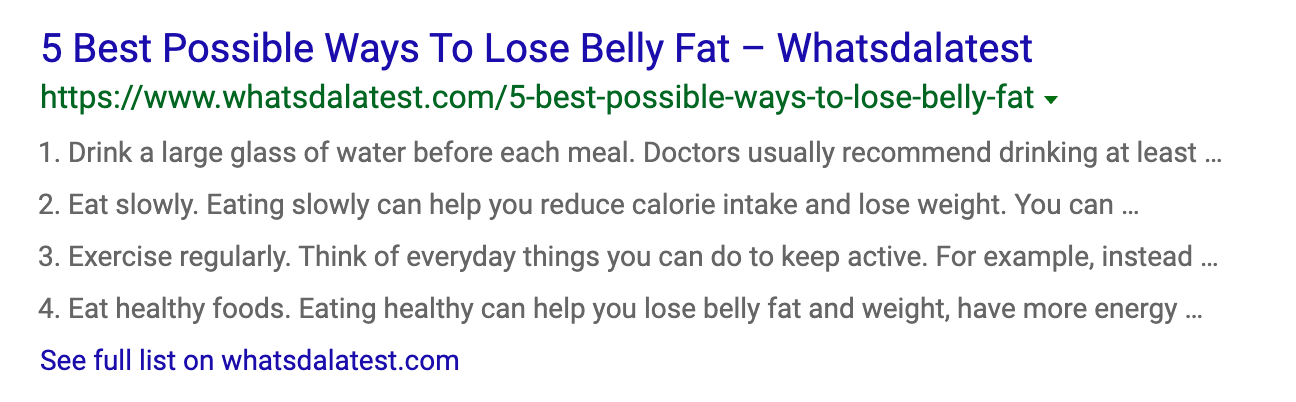 5 Best Possible Ways To Lose Belly Fat – Whatsdalatest
https://www.whatsdalatest.com/5-best-possible-ways-to-lose-belly-fat
1. Drink a large glass of water before each meal. Doctors usually recommend drinking at least ...
2. Eat slowly. Eating slowly can help you reduce calorie intake and lose weight. You can ...
3. Exercise regularly. Think of everyday things you can do to keep active. For example, instead ...
4. Eat healthy foods. Eating healthy can help you lose belly fat and weight, have more energy ...
See full list on whatsdalatest.com